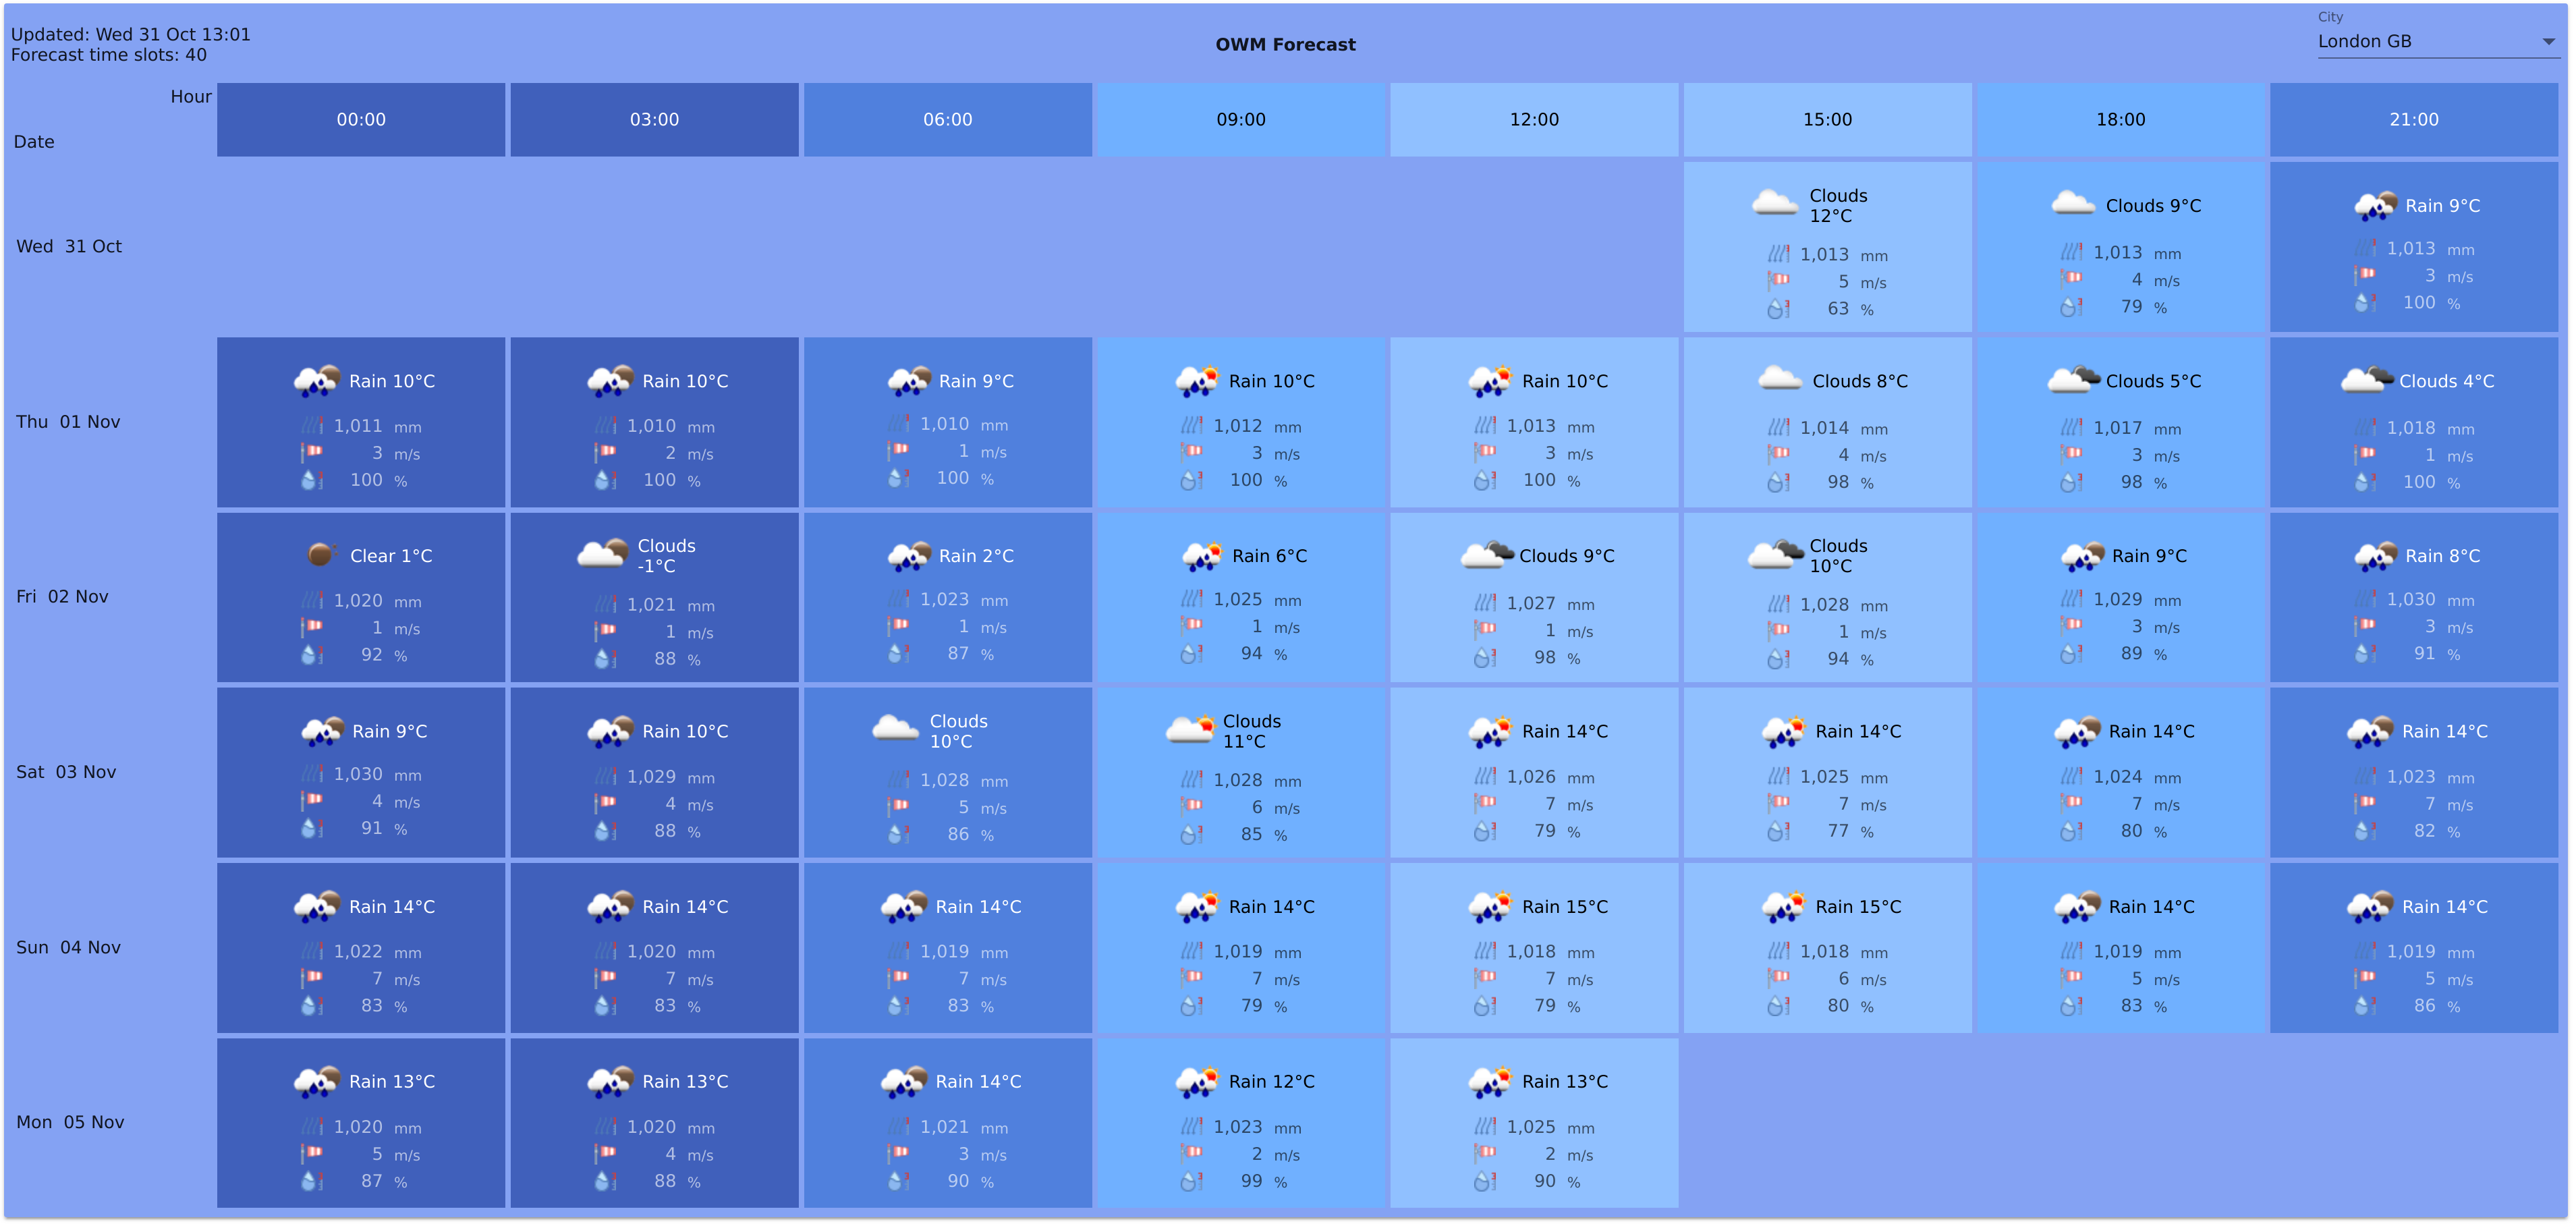 Updated: Wed 31 Oct 13:01
Forecast time slots: 40
OWM Forecast
City
London GB
Hour
Date
00:00 03:00 06:00 09:00 12:00 15:00 18:00 21:00
Wed 31 Oct
Clouds 12°C Clouds 9°C Rain 9°C
1,013 mm 1,013 mm 1,013 mm
5 m/s 4 m/s 3 m/s
63 % 79 % 100 %
Thu 01 Nov
Rain 10°C Rain 10°C Rain 9°C Rain 10°C Rain 10°C Clouds 8°C Clouds 5°C Clouds 4°C
1,011 mm 1,010 mm 1,010 mm 1,012 mm 1,013 mm 1,014 mm 1,017 mm 1,018 mm
3 m/s 2 m/s 1 m/s 3 m/s 3 m/s 4 m/s 3 m/s 1 m/s
100 % 100 % 100 % 100 % 100 % 98 % 98 % 100 %
Fri 02 Nov
Clear 1°C Clouds -1°C Rain 2°C Rain 6°C Clouds 9°C Clouds 10°C Rain 9°C Rain 8°C
1,020 mm 1,021 mm 1,023 mm 1,025 mm 1,027 mm 1,028 mm 1,029 mm 1,030 mm
1 m/s 1 m/s 1 m/s 1 m/s 1 m/s 1 m/s 3 m/s 3 m/s
92 % 88 % 87 % 94 % 98 % 94 % 89 % 91 %
Sat 03 Nov
Rain 9°C Rain 10°C Clouds 10°C Clouds 11°C Rain 14°C Rain 14°C Rain 14°C Rain 14°C
1,030 mm 1,029 mm 1,028 mm 1,028 mm 1,026 mm 1,025 mm 1,024 mm 1,023 mm
4 m/s 4 m/s 5 m/s 6 m/s 7 m/s 7 m/s 7 m/s 7 m/s
91 % 88 % 86 % 85 % 79 % 77 % 80 % 82 %
Sun 04 Nov
Rain 14°C Rain 14°C Rain 14°C Rain 14°C Rain 15°C Rain 15°C Rain 14°C Rain 14°C
1,022 mm 1,020 mm 1,019 mm 1,019 mm 1,018 mm 1,018 mm 1,019 mm 1,019 mm
7 m/s 7 m/s 7 m/s 7 m/s 7 m/s 6 m/s 5 m/s 5 m/s
83 % 83 % 83 % 79 % 79 % 80 % 83 % 86 %
Mon 05 Nov
Rain 13°C Rain 13°C Rain 14°C Rain 12°C Rain 13°C
1,020 mm 1,020 mm 1,021 mm 1,023 mm 1,025 mm
5 m/s 4 m/s 3 m/s 2 m/s 2 m/s
87 % 88 % 90 % 99 % 90 %